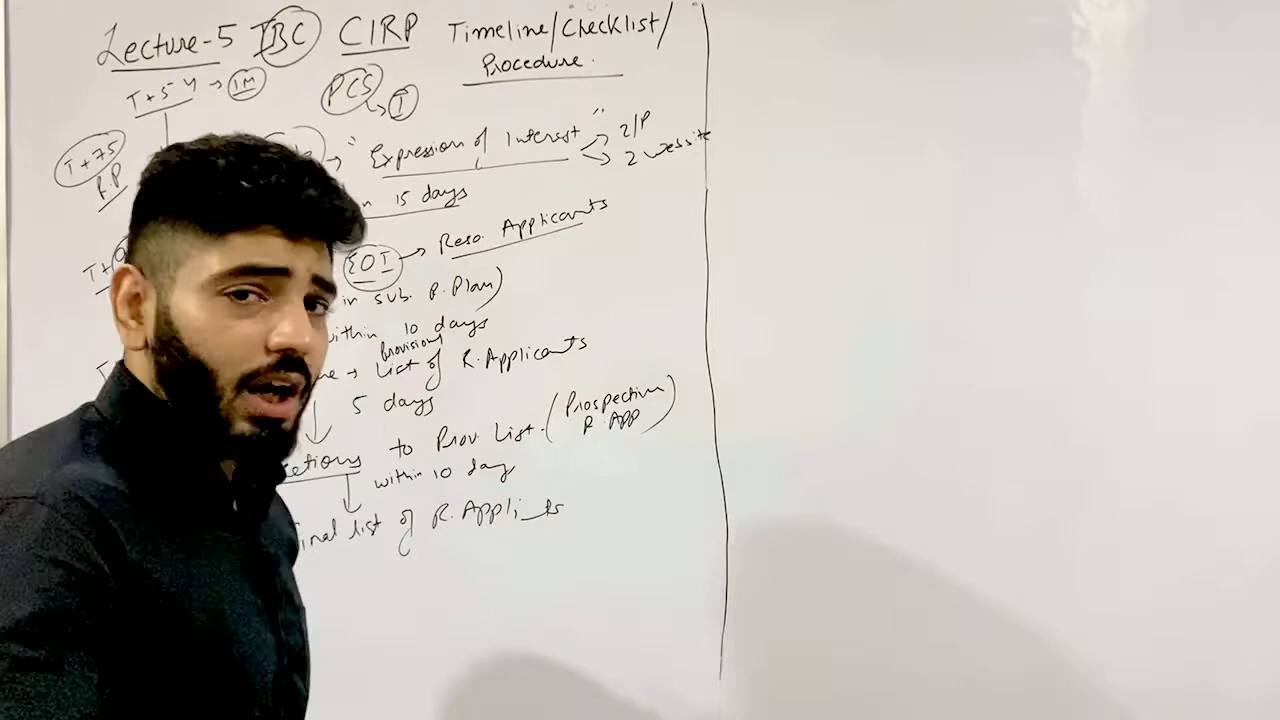 Lecture-5 IBC CIRP Timeline/Checklist/
Procedure.
T+54 → IM
PCS → I
T+75
R.P
→ "Expression of Interest" → 2/P
→ 2 website
15 days
EOI → Reso. Applicants
in sub. R. Plan)
within 10 days
provisional
→ List of R. Applicants
5 days
to Prov. List. (Prospective
R. App)
within 10 day
Final list of R. Applicants